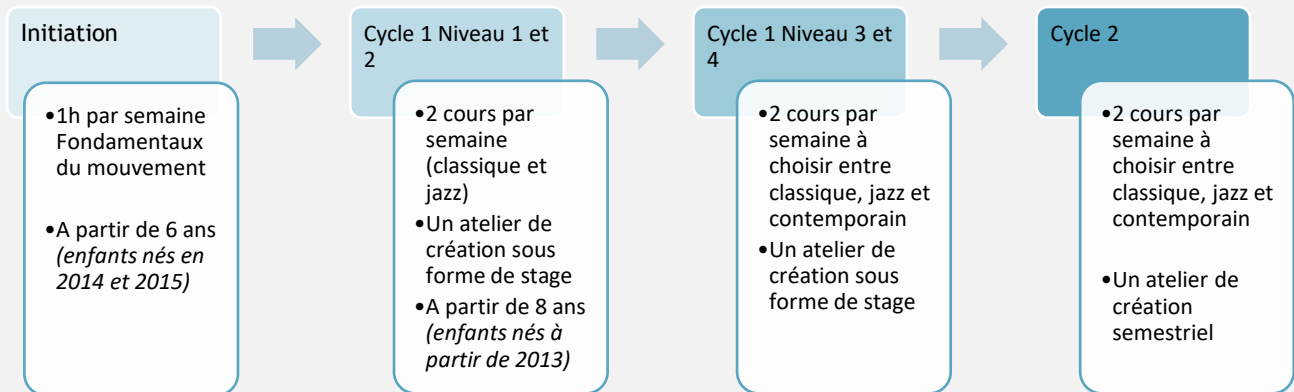 Initiation
•1h par semaine
Fondamentaux
du mouvement
•A partir de 6 ans
(enfants nés en
2014 et 2015)
Cycle 1 Niveau 1 et
2
•2 cours par
semaine
(classique et
jazz)
•Un atelier de
création sous
forme de stage
•A partir de 8 ans
(enfants nés à
partir de 2013)
Cycle 1 Niveau 3 et
4
•2 cours par
semaine à
choisir entre
classique, jazz et
contemporain
•Un atelier de
création sous
forme de stage
Cycle 2
•2 cours par
semaine à
choisir entre
classique, jazz et
contemporain
•Un atelier de
création
semestriel